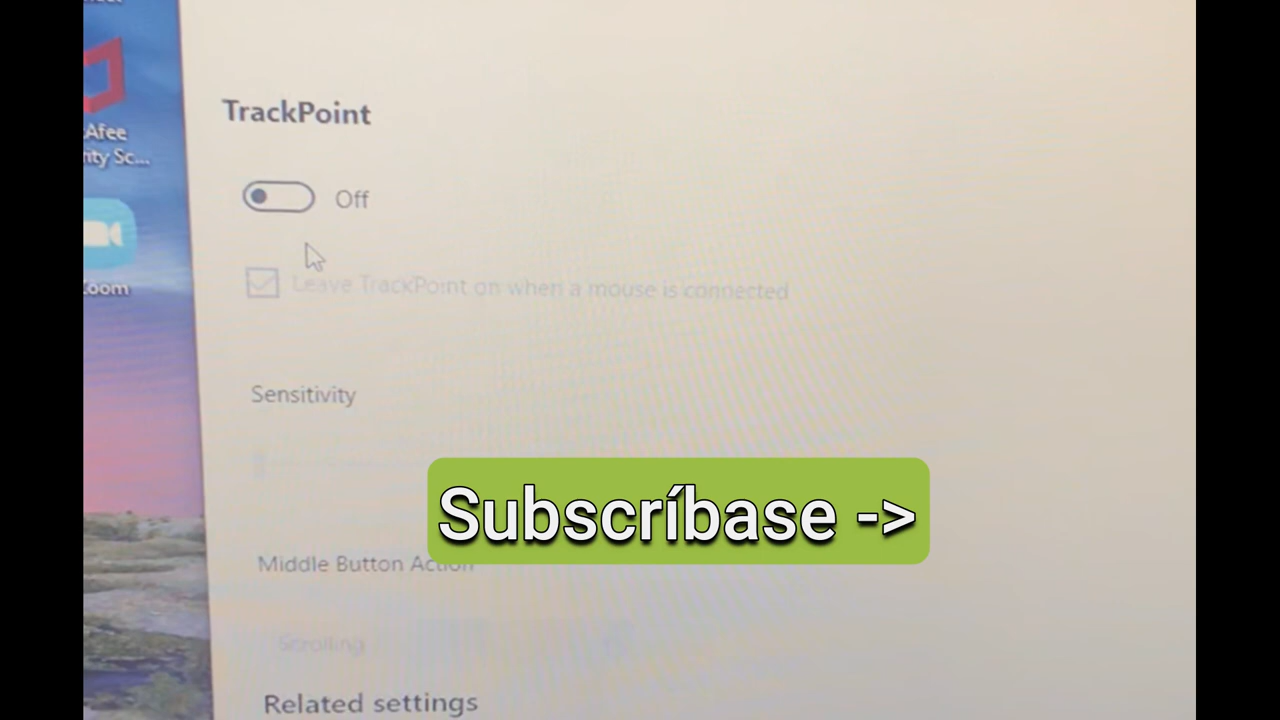 Afee
ity Sc...
oom
TrackPoint
Off
Leave TrackPoint on when a mouse is connected
Sensitivity
Subscríbase ->
Middle Button Action
Scrolling
Related settings